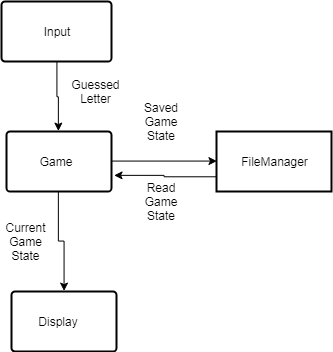 Input
Guessed
Letter
Saved
Game
State
Game
FileManager
Read
Game
State
Current
Game
State
Display